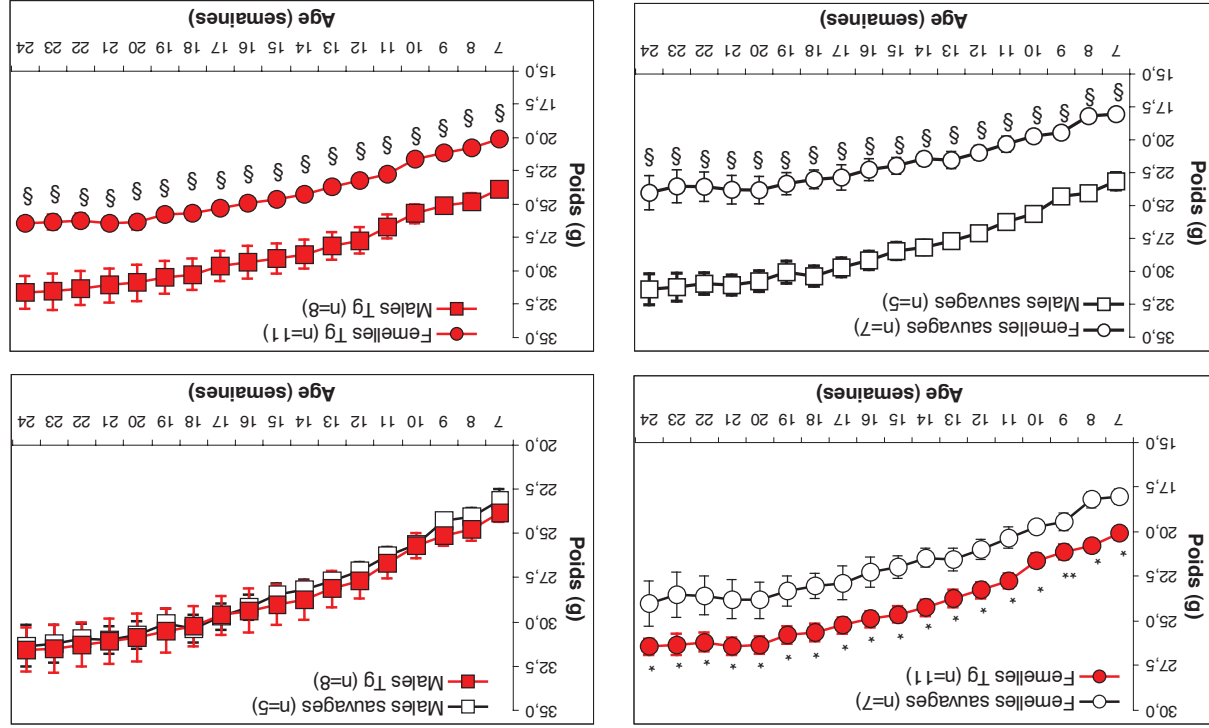 Femelles sauvages (n=7)
Femelles Tg (n=11)
Poids (g)
30,0
27,5
25,0
22,5
20,0
17,5
15,0
* * ** * * * * * * * * * * * * * * *
7 8 9 10 11 12 13 14 15 16 17 18 19 20 21 22 23 24
Age (semaines)
Males sauvages (n=5)
Males Tg (n=8)
Poids (g)
35,0
32,5
30,0
27,5
25,0
22,5
20,0
7 8 9 10 11 12 13 14 15 16 17 18 19 20 21 22 23 24
Age (semaines)
Femelles sauvages (n=7)
Males sauvages (n=5)
Poids (g)
35,0
32,5
30,0
27,5
25,0
22,5
20,0
17,5
15,0
§ § § § § § § § § § § § § § § § § §
7 8 9 10 11 12 13 14 15 16 17 18 19 20 21 22 23 24
Age (semaines)
Femelles Tg (n=11)
Males Tg (n=8)
Poids (g)
35,0
32,5
30,0
27,5
25,0
22,5
20,0
17,5
15,0
§ § § § § § § § § § § § § § § § § §
7 8 9 10 11 12 13 14 15 16 17 18 19 20 21 22 23 24
Age (semaines)